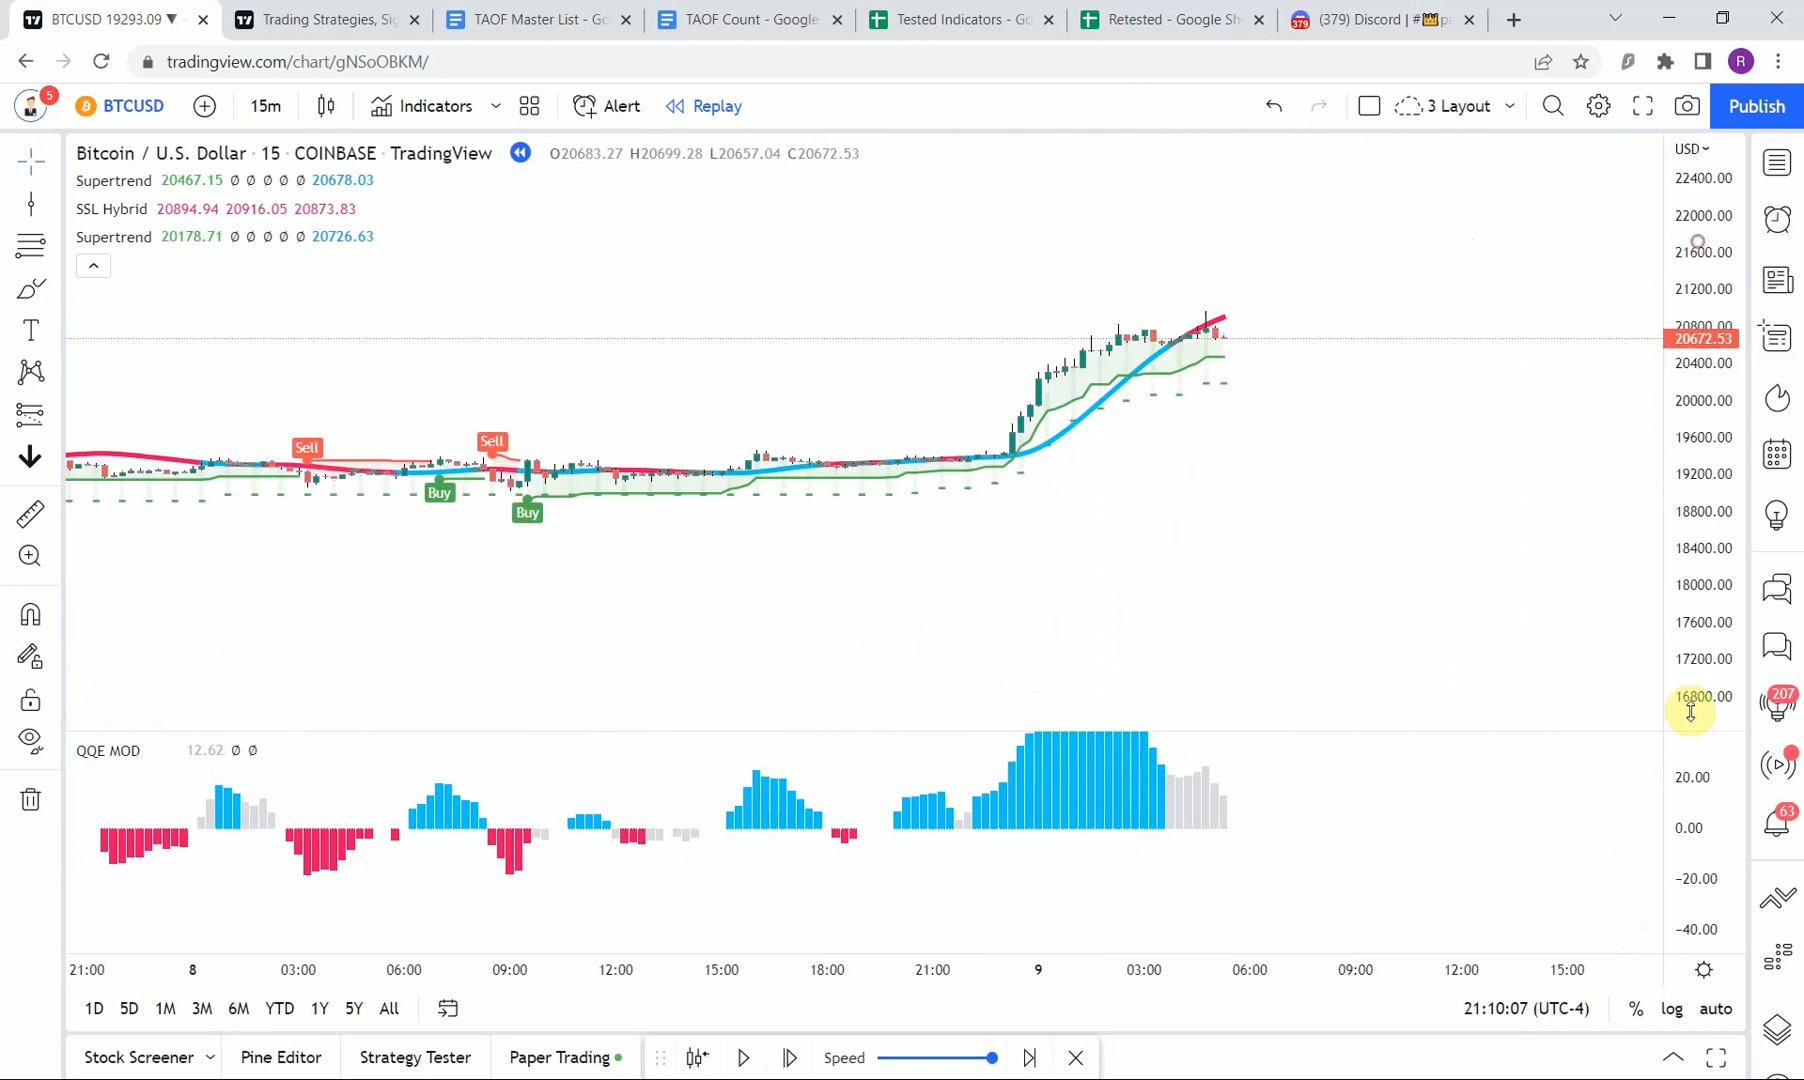 BTCUSD 19293.09 ▼
Trading Strategies, Sig
TAOF Master List - Go
TAOF Count - Google
Tested Indicators - Go
Retested - Google Sh
(379) Discord | #
379
tradingview.com/chart/gNSoOBKM/
R
5
BTCUSD
15m
Indicators
Alert
Replay
3 Layout
Publish
Bitcoin / U.S. Dollar · 15 · COINBASE · TradingView
O20683.27 H20699.28 L20657.04 C20672.53
USD
Supertrend 20467.15 ∅ ∅ ∅ ∅ ∅ 20678.03
SSL Hybrid 20894.94 20916.05 20873.83
Supertrend 20178.71 ∅ ∅ ∅ ∅ ∅ 20726.63
22400.00
22000.00
21600.00
21200.00
20800.00
20672.53
20400.00
20000.00
19600.00
19200.00
18800.00
18400.00
18000.00
17600.00
17200.00
16800.00
Sell
Sell
Buy
Buy
207
63
QQE MOD 12.62 ∅ ∅
20.00
0.00
−20.00
−40.00
21:00 8 03:00 06:00 09:00 12:00 15:00 18:00 21:00 9 03:00 06:00 09:00 12:00 15:00
1D 5D 1M 3M 6M YTD 1Y 5Y All
21:10:07 (UTC-4)
% log auto
Stock Screener
Pine Editor
Strategy Tester
Paper Trading
Speed